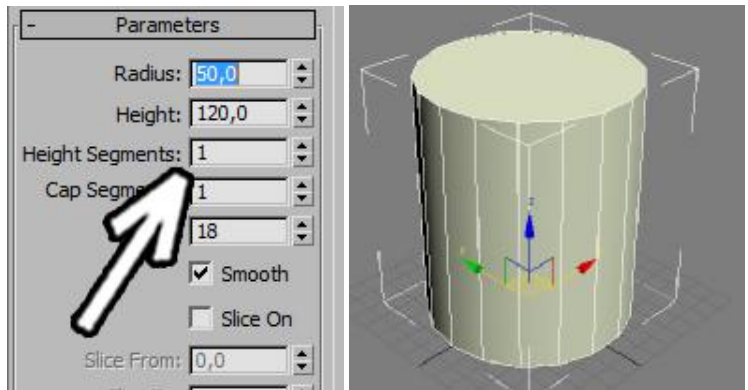 - Parameters
Radius: 50,0
Height: 120,0
Height Segments: 1
Cap 1
18
Smooth
Slice On
Slice From: 0,0
z